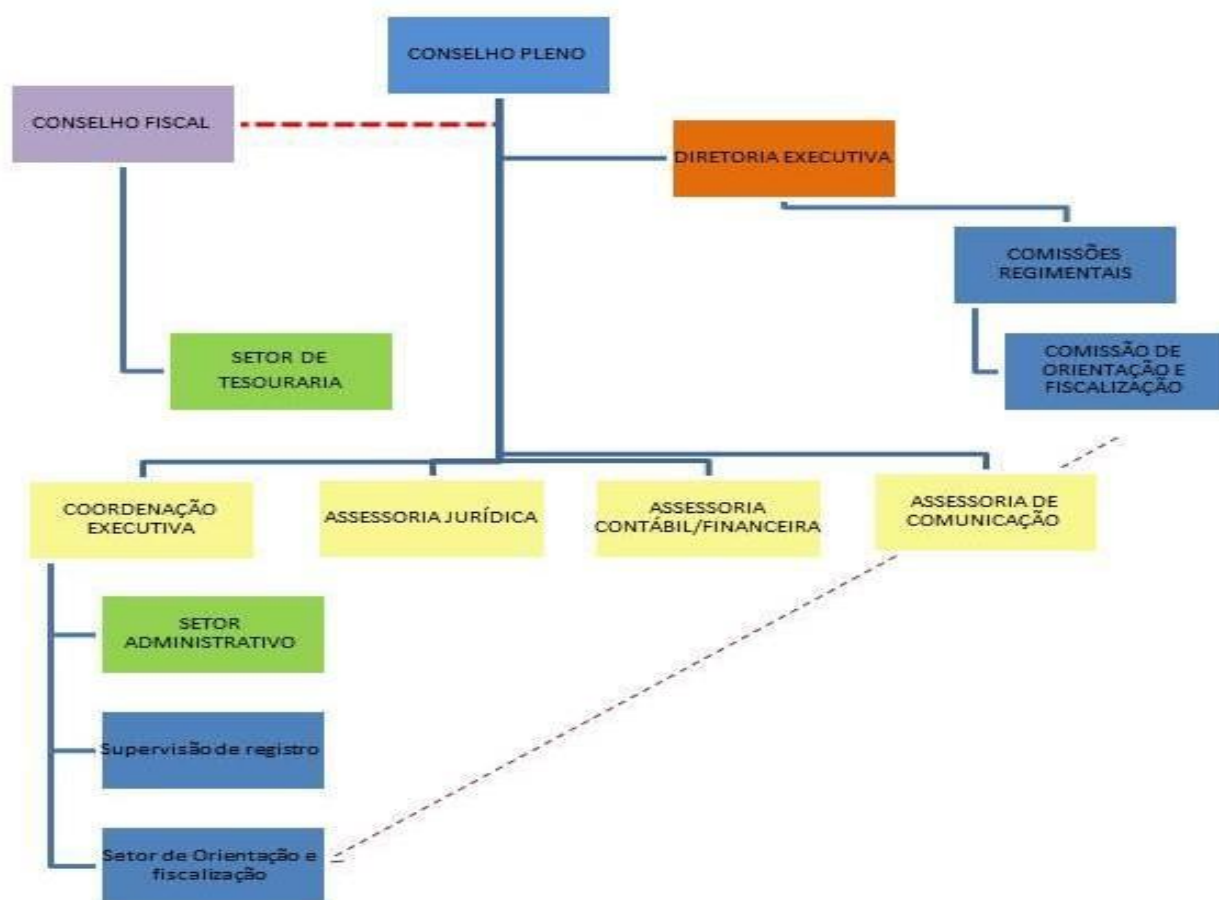 CONSELHO PLENO
CONSELHO FISCAL
DIRETORIA EXECUTIVA
COMISSÕES
REGIMENTAIS
SETOR DE
TESOURARIA
COMISSÃO DE
ORIENTAÇÃO E
FISCALIZAÇÃO
COORDENAÇÃO
EXECUTIVA
ASSESSORIA JURÍDICA
ASSESSORIA
CONTÁBIL/FINANCEIRA
ASSESSORIA DE
COMUNICAÇÃO
SETOR
ADMINISTRATIVO
Supervisão de registro
Setor de Orientação e
fiscalização